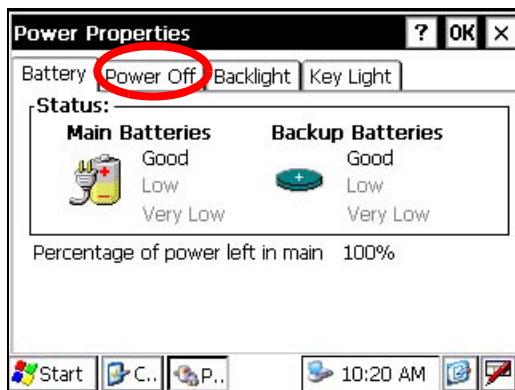 Power Properties ? OK ×
Battery Power Off Backlight Key Light
Status:
Main Batteries Backup Batteries
Good Good
Low Low
Very Low Very Low
Percentage of power left in main 100%
Start C.. P.. 10:20 AM